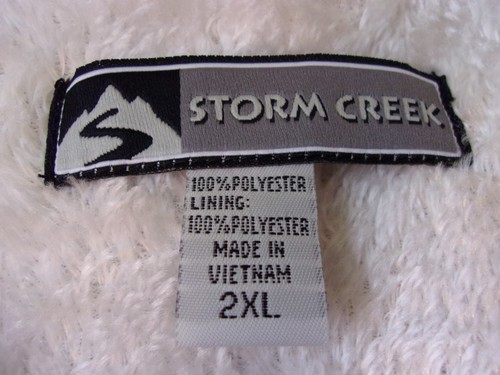 STORM CREEK
100% POLYESTER
LINING:
100% POLYESTER
MADE IN
VIETNAM
2XL